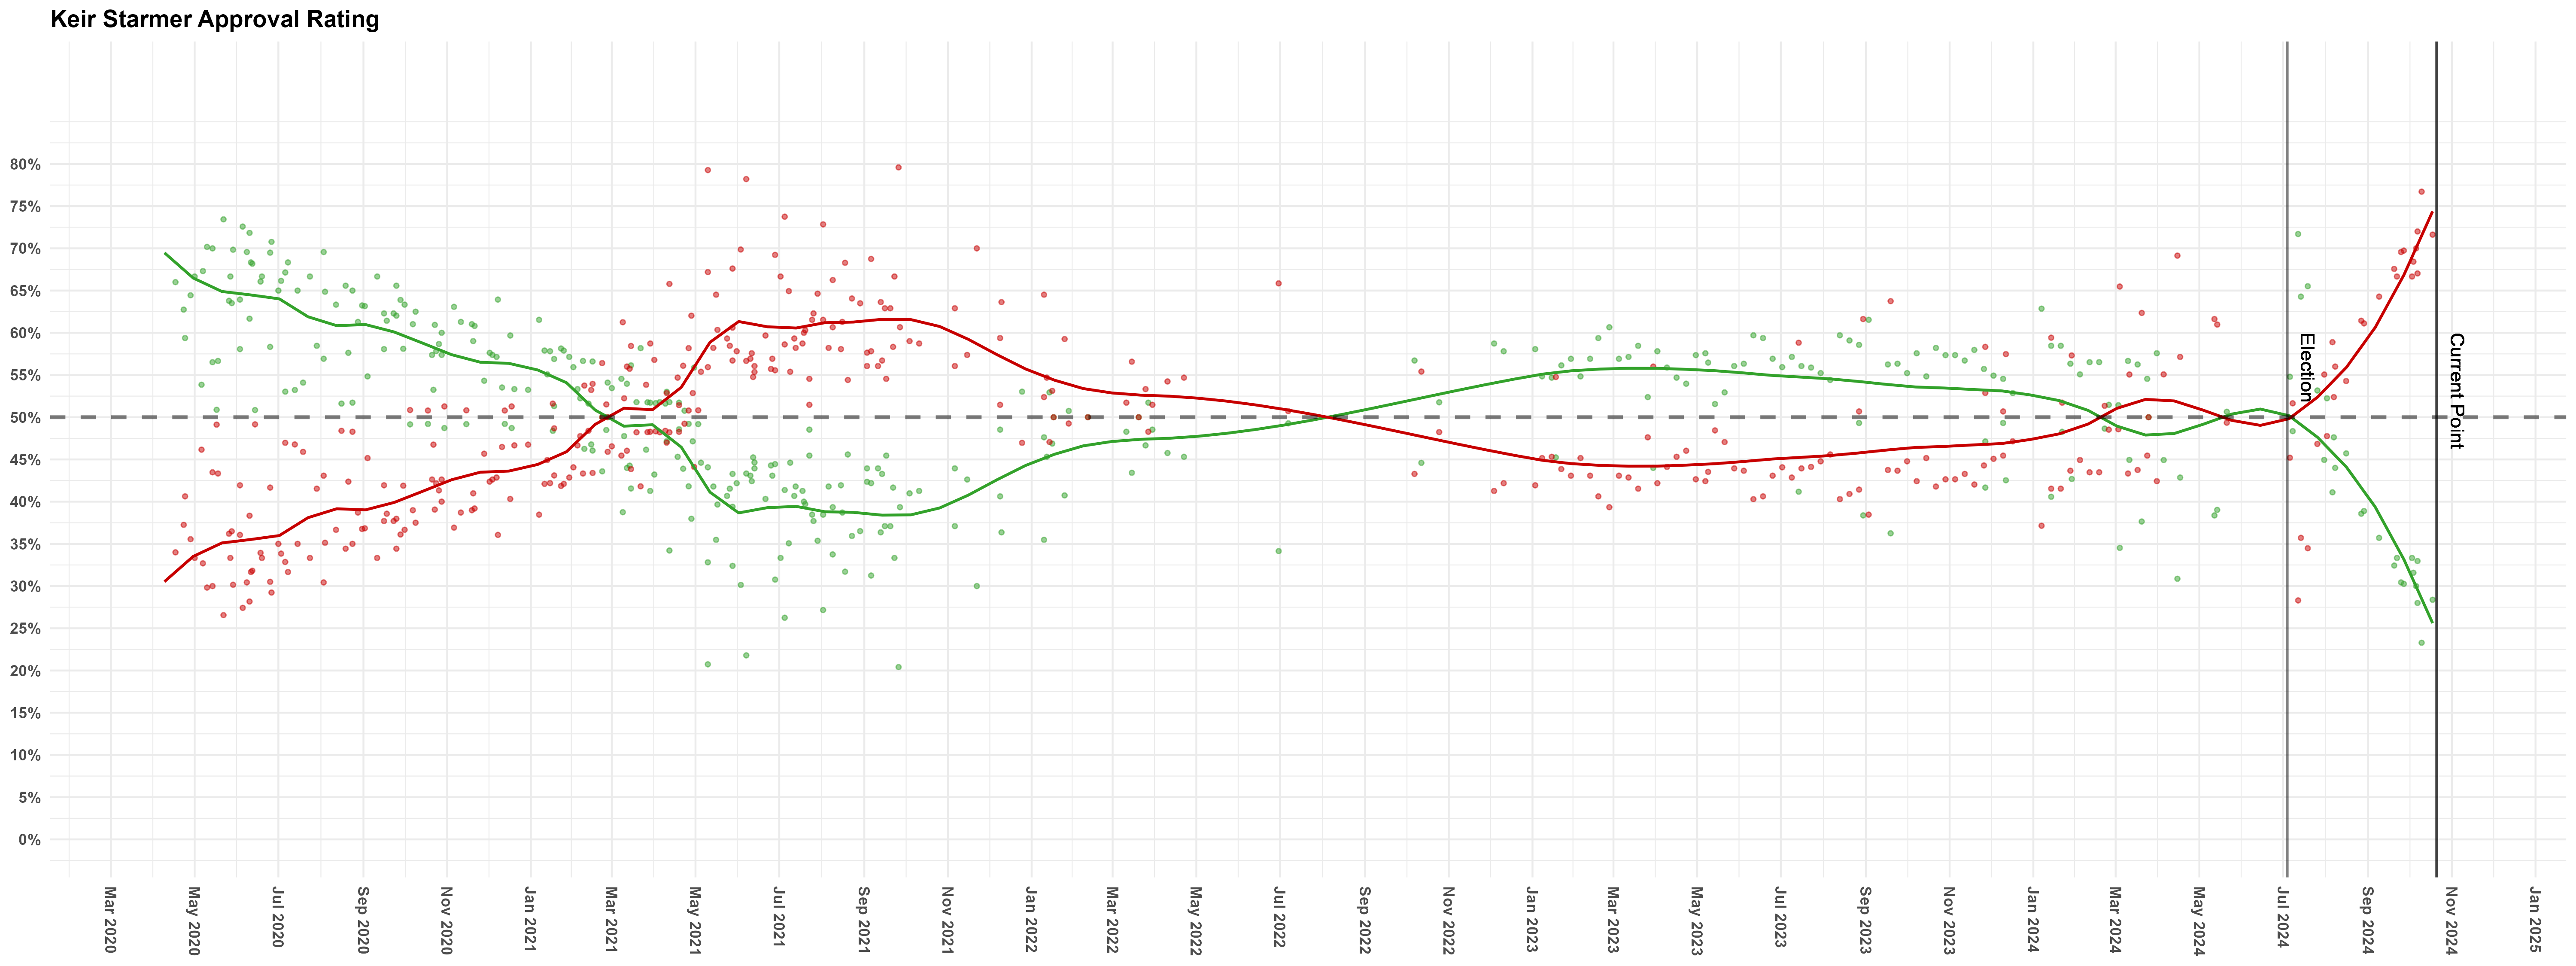 Keir Starmer Approval Rating
80%
75%
70%
65%
60%
55%
50%
45%
40%
35%
30%
25%
20%
15%
10%
5%
0%
Election
Current Point
Mar 2020
May 2020
Jul 2020
Sep 2020
Nov 2020
Jan 2021
Mar 2021
May 2021
Jul 2021
Sep 2021
Nov 2021
Jan 2022
Mar 2022
May 2022
Jul 2022
Sep 2022
Nov 2022
Jan 2023
Mar 2023
May 2023
Jul 2023
Sep 2023
Nov 2023
Jan 2024
Mar 2024
May 2024
Jul 2024
Sep 2024
Nov 2024
Jan 2025